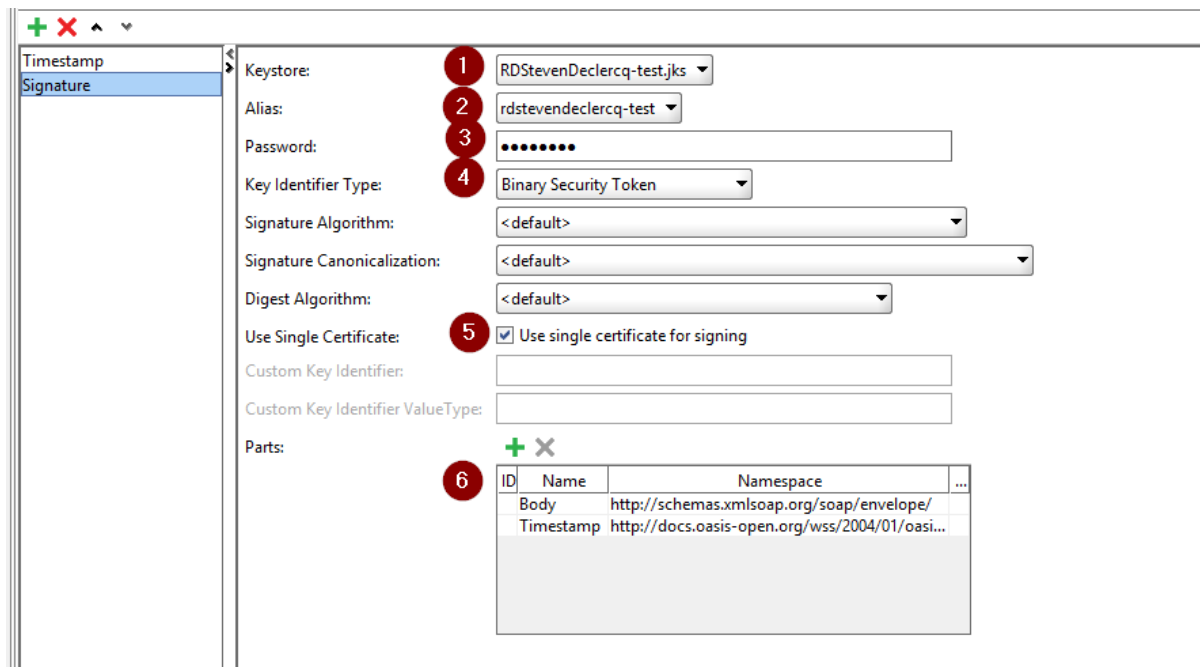 Timestamp
Signature
Keystore: 1 RDStevenDeclercq-test.jks
Alias: 2 rdstevendeclercq-test
Password: 3 ••••••••
Key Identifier Type: 4 Binary Security Token
Signature Algorithm: <default>
Signature Canonicalization: <default>
Digest Algorithm: <default>
Use Single Certificate: 5 Use single certificate for signing
Custom Key Identifier:
Custom Key Identifier ValueType:
Parts:
6 ID Name Namespace ...
Body http://schemas.xmlsoap.org/soap/envelope/
Timestamp http://docs.oasis-open.org/wss/2004/01/oasi...